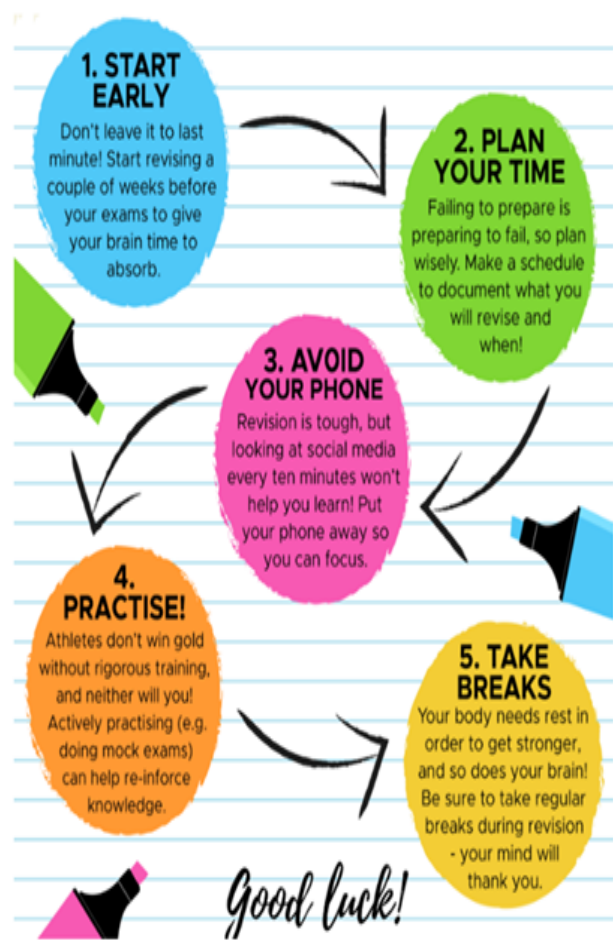 1. START
EARLY
Don't leave it to last
minute! Start revising a
couple of weeks before
your exams to give
your brain time to
absorb.
2. PLAN
YOUR TIME
Failing to prepare is
preparing to fail, so plan
wisely. Make a schedule
to document what you
will revise and
when!
3. AVOID
YOUR PHONE
Revision is tough, but
looking at social media
every ten minutes won't
help you learn! Put
your phone away so
you can focus.
4.
PRACTISE!
Athletes don't win gold
without rigorous training,
and neither will you!
Actively practising (e.g.
doing mock exams)
can help re-inforce
knowledge.
5. TAKE
BREAKS
Your body needs rest in
order to get stronger,
and so does your brain!
Be sure to take regular
breaks during revision
- your mind will
thank you.
Good luck!